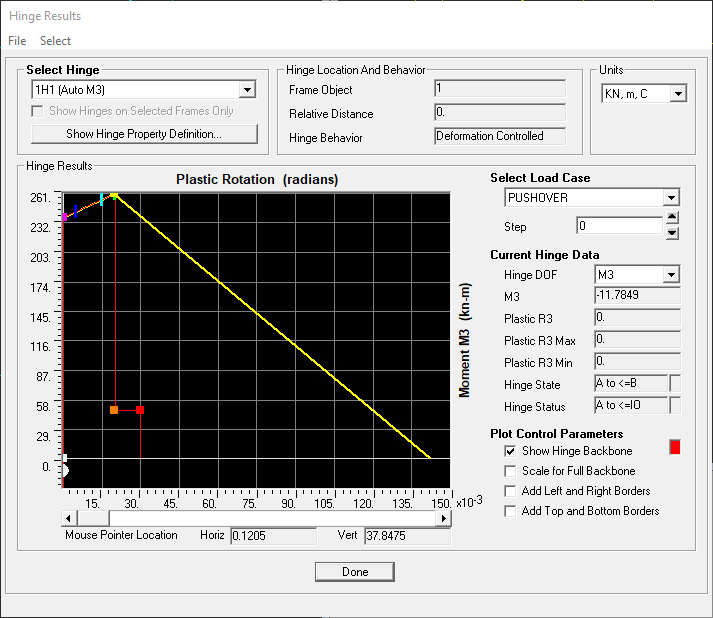 Hinge Results
File Select
Select Hinge
1H1 (Auto M3)
Show Hinges on Selected Frames Only
Show Hinge Property Definition...
Hinge Location And Behavior
Frame Object 1
Relative Distance 0.
Hinge Behavior Deformation Controlled
Units
KN, m, C
Hinge Results
Plastic Rotation (radians)
261.
232.
203.
174.
145.
116.
87.
58.
29.
0.
15. 30. 45. 60. 75. 90. 105. 120. 135. 150. x10-3
Moment M3 (kn-m)
Mouse Pointer Location Horiz 0.1205 Vert 37.8475
Select Load Case
PUSHOVER
Step 0
Current Hinge Data
Hinge DOF M3
M3 -11.7849
Plastic R3 0.
Plastic R3 Max 0.
Plastic R3 Min 0.
Hinge State A to <=B
Hinge Status A to <=IO
Plot Control Parameters
Show Hinge Backbone
Scale for Full Backbone
Add Left and Right Borders
Add Top and Bottom Borders
Done